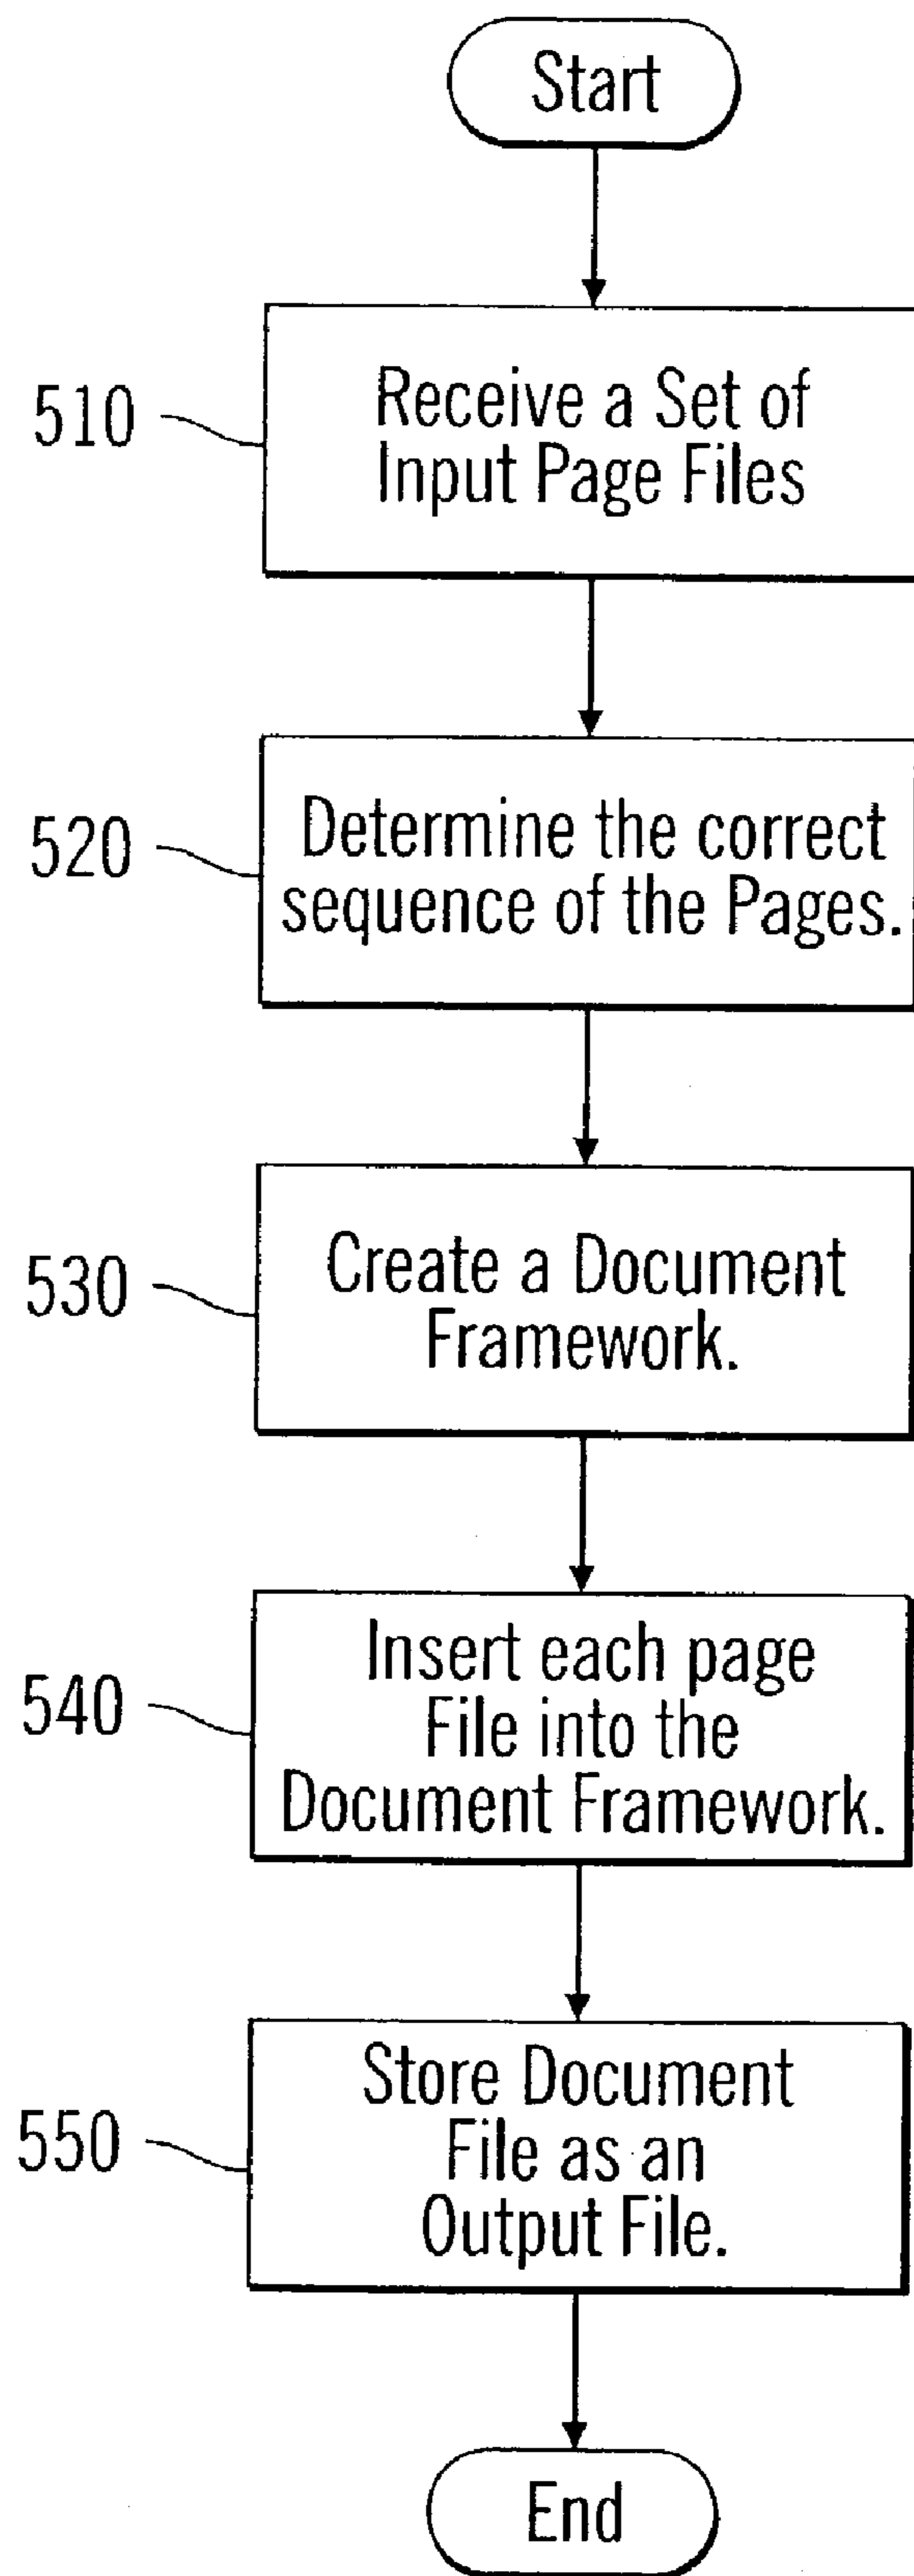 Start
510
Receive a Set of
Input Page Files
520
Determine the correct
sequence of the Pages.
530
Create a Document
Framework.
540
Insert each page
File into the
Document Framework.
550
Store Document
File as an
Output File.
End